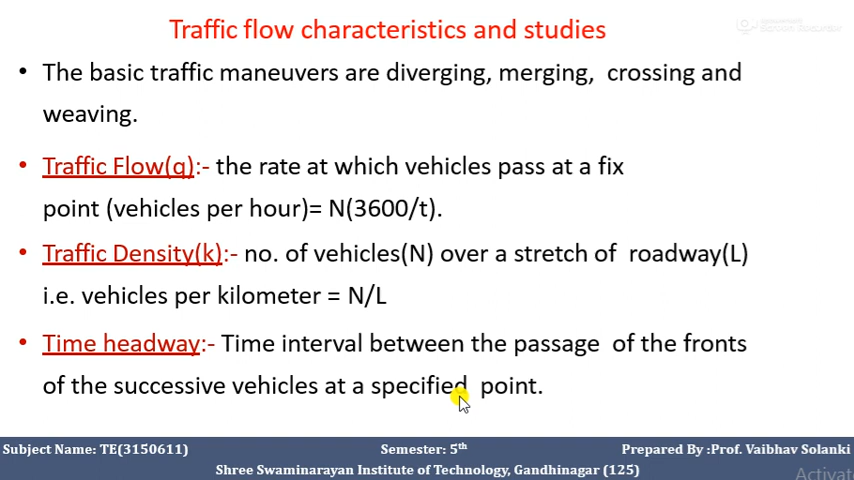 Traffic flow characteristics and studies
• The basic traffic maneuvers are diverging, merging, crossing and
weaving.
• Traffic Flow(q):- the rate at which vehicles pass at a fix
point (vehicles per hour)= N(3600/t).
• Traffic Density(k):- no. of vehicles(N) over a stretch of roadway(L)
i.e. vehicles per kilometer = N/L
• Time headway:- Time interval between the passage of the fronts
of the successive vehicles at a specified point.
Subject Name: TE(3150611) Semester: 5th Prepared By :Prof. Vaibhav Solanki
Shree Swaminarayan Institute of Technology, Gandhinagar (125)
Activat